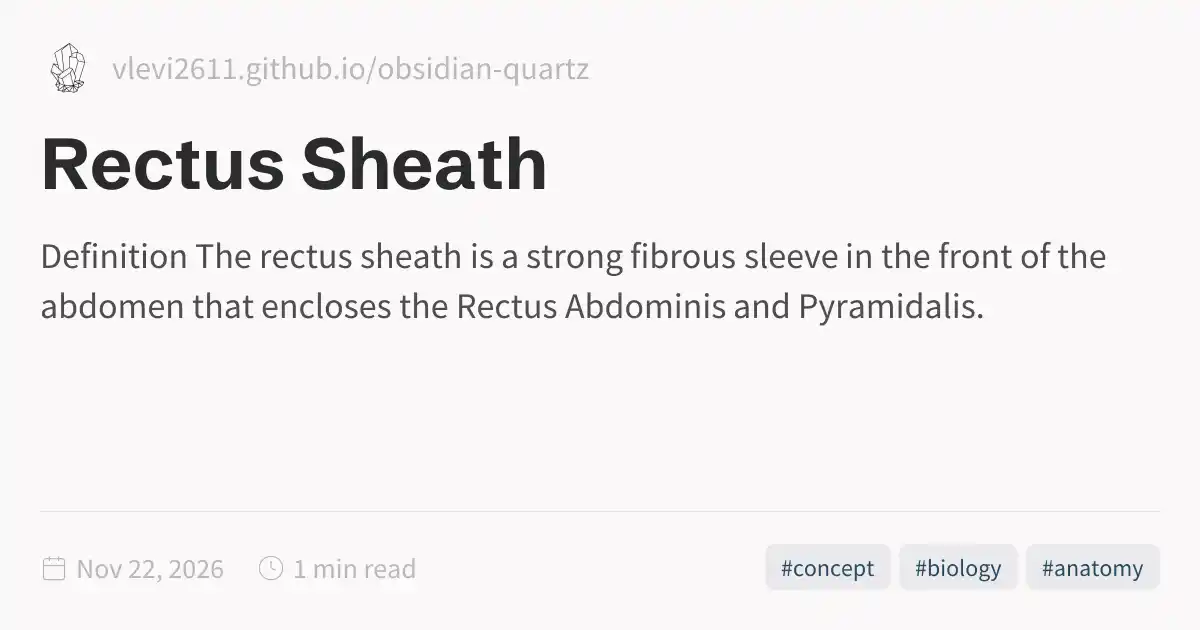 vlevi2611.github.io/obsidian-quartz
Rectus Sheath
Definition The rectus sheath is a strong fibrous sleeve in the front of the
abdomen that encloses the Rectus Abdominis and Pyramidalis.
Nov 22, 2026 1 min read #concept #biology #anatomy